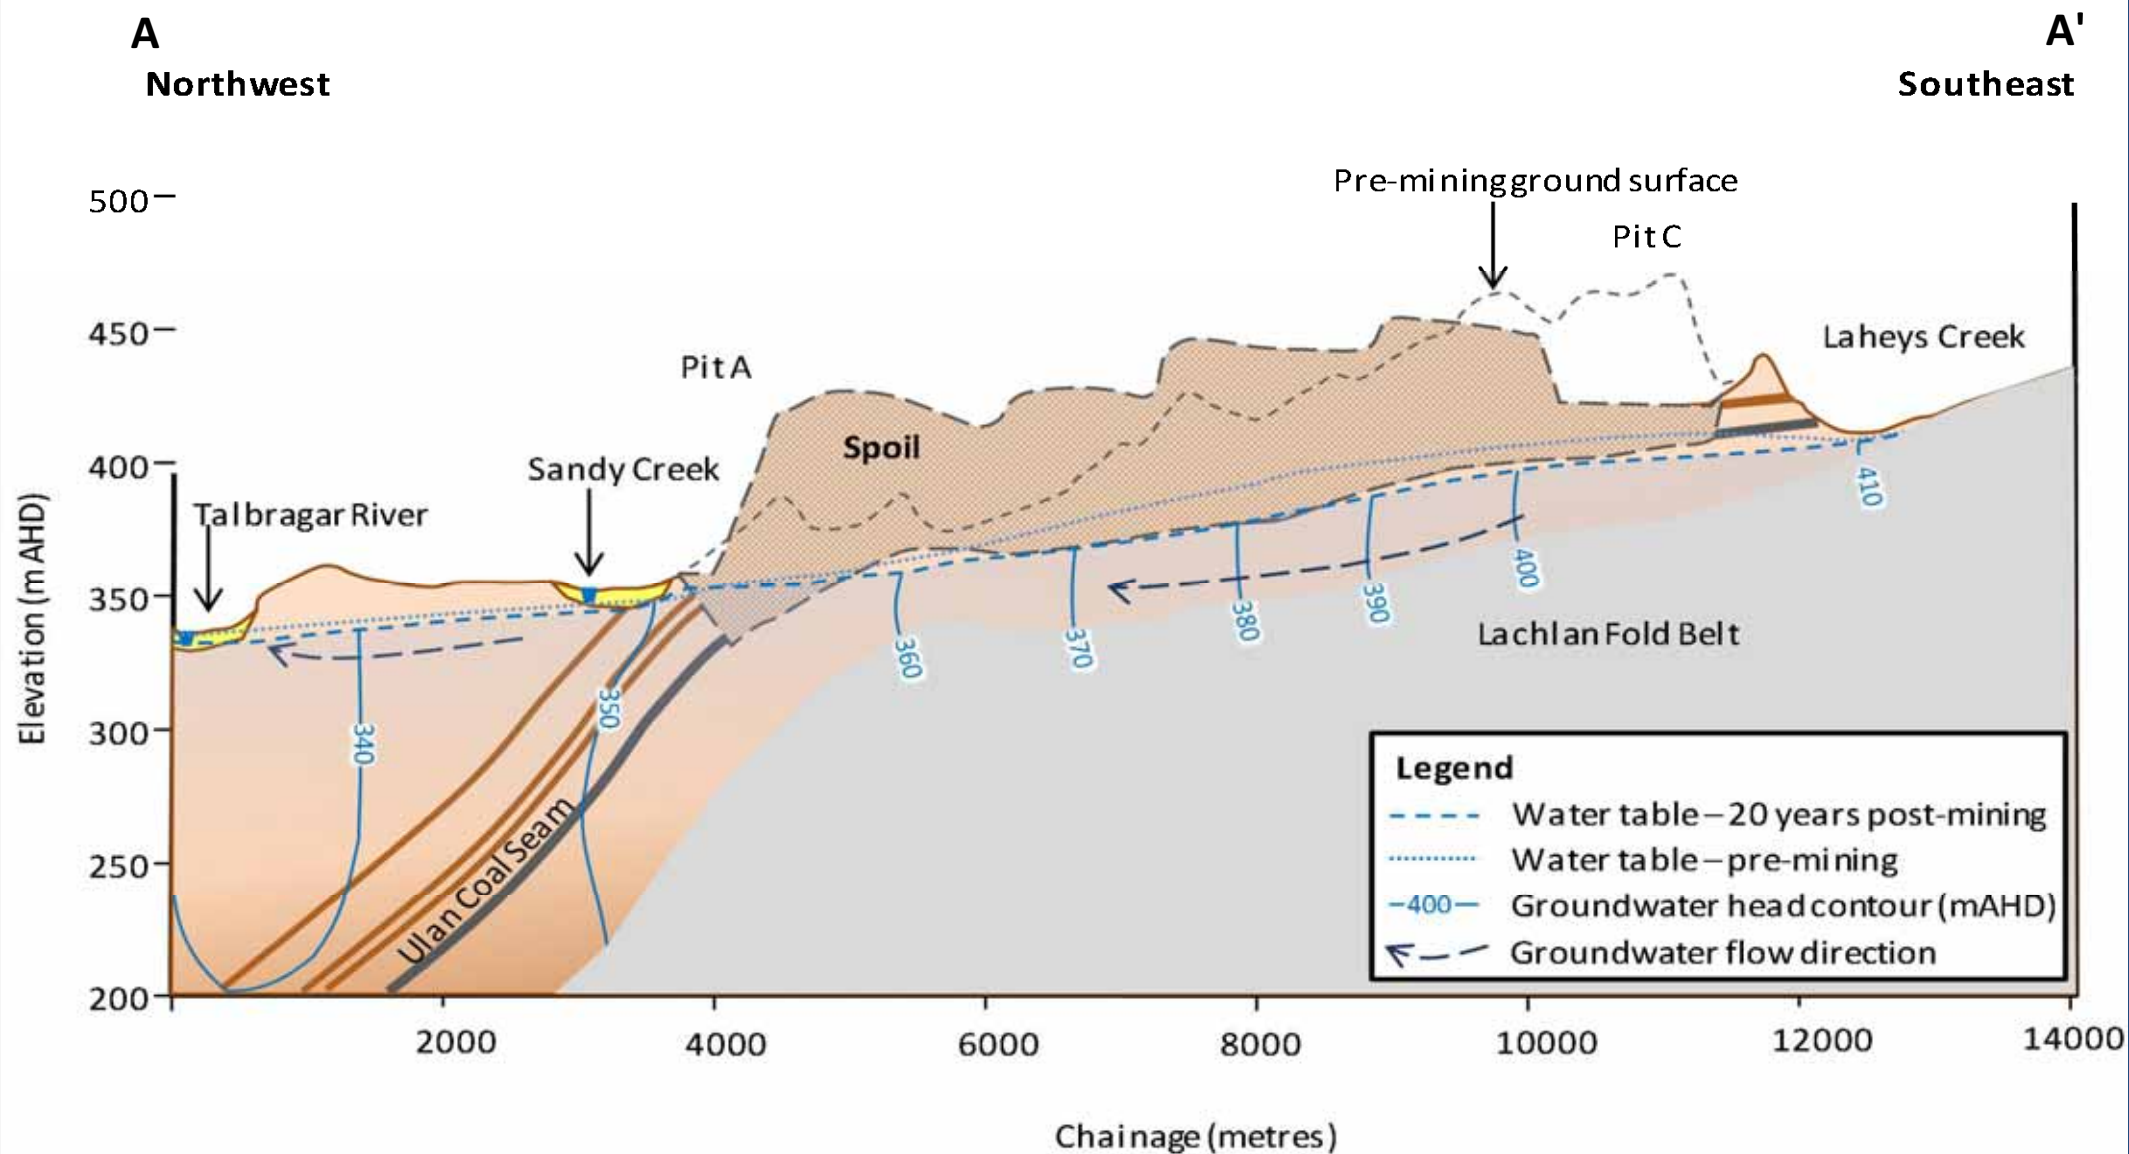 A
A'
Northwest
Southeast
Pre-mining ground surface
500
Pit C
450
Laheys Creek
Pit A
Spoil
400
Sandy Creek
410
Talbragar River
Elevation (m AHD)
400
350
390
380
Lachlan Fold Belt
370
360
350
300
340
Legend
Water table – 20 years post-mining
250
Water table – pre-mining
Ulan Coal Seam
400
Groundwater head contour (mAHD)
Groundwater flow direction
200
2000
4000
6000
8000
10000
12000
14000
Chainage (metres)